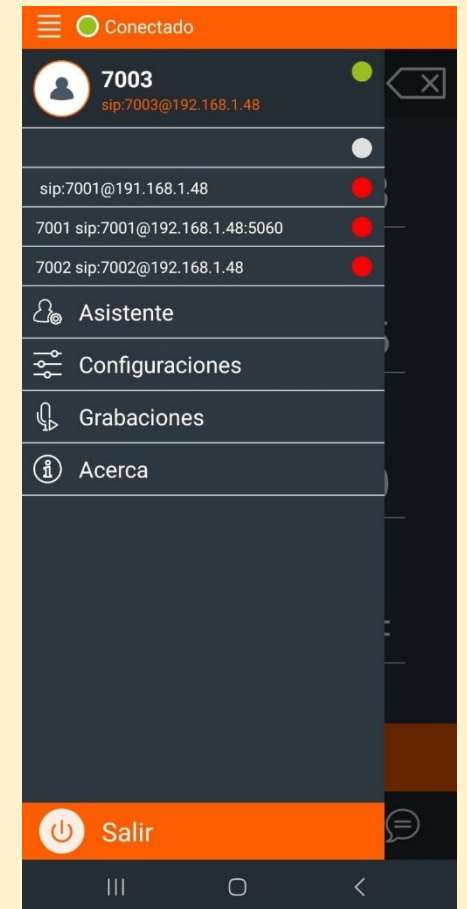 Conectado
7003
sip:7003@192.168.1.48
sip:7001@191.168.1.48
7001 sip:7001@192.168.1.48:5060
7002 sip:7002@192.168.1.48
Asistente
Configuraciones
Grabaciones
Acerca
Salir